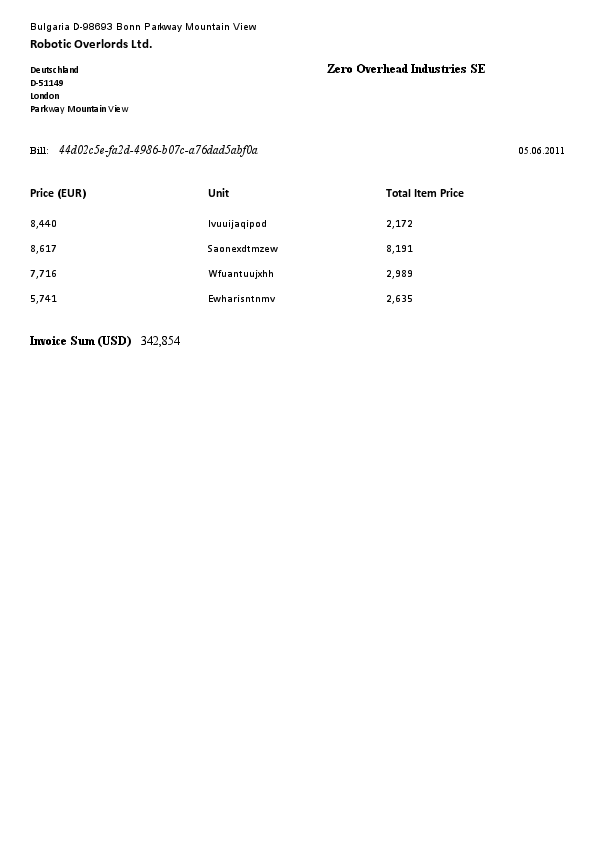 Bulgaria D-98693 Bonn Parkway Mountain View
Robotic Overlords Ltd.
Deutschland
Zero Overhead Industries SE
D-51149
London
Parkway Mountain View
Bill: 44d02c5e-fa2d-4986-b07c-a76dad5abf0a 05.06.2011
Price (EUR) Unit Total Item Price
8,440 Ivuuijaqipod 2,172
8,617 Saonexdtmzew 8,191
7,716 Wfuantuujxhh 2,989
5,741 Ewharisntnmv 2,635
Invoice Sum (USD) 342,854